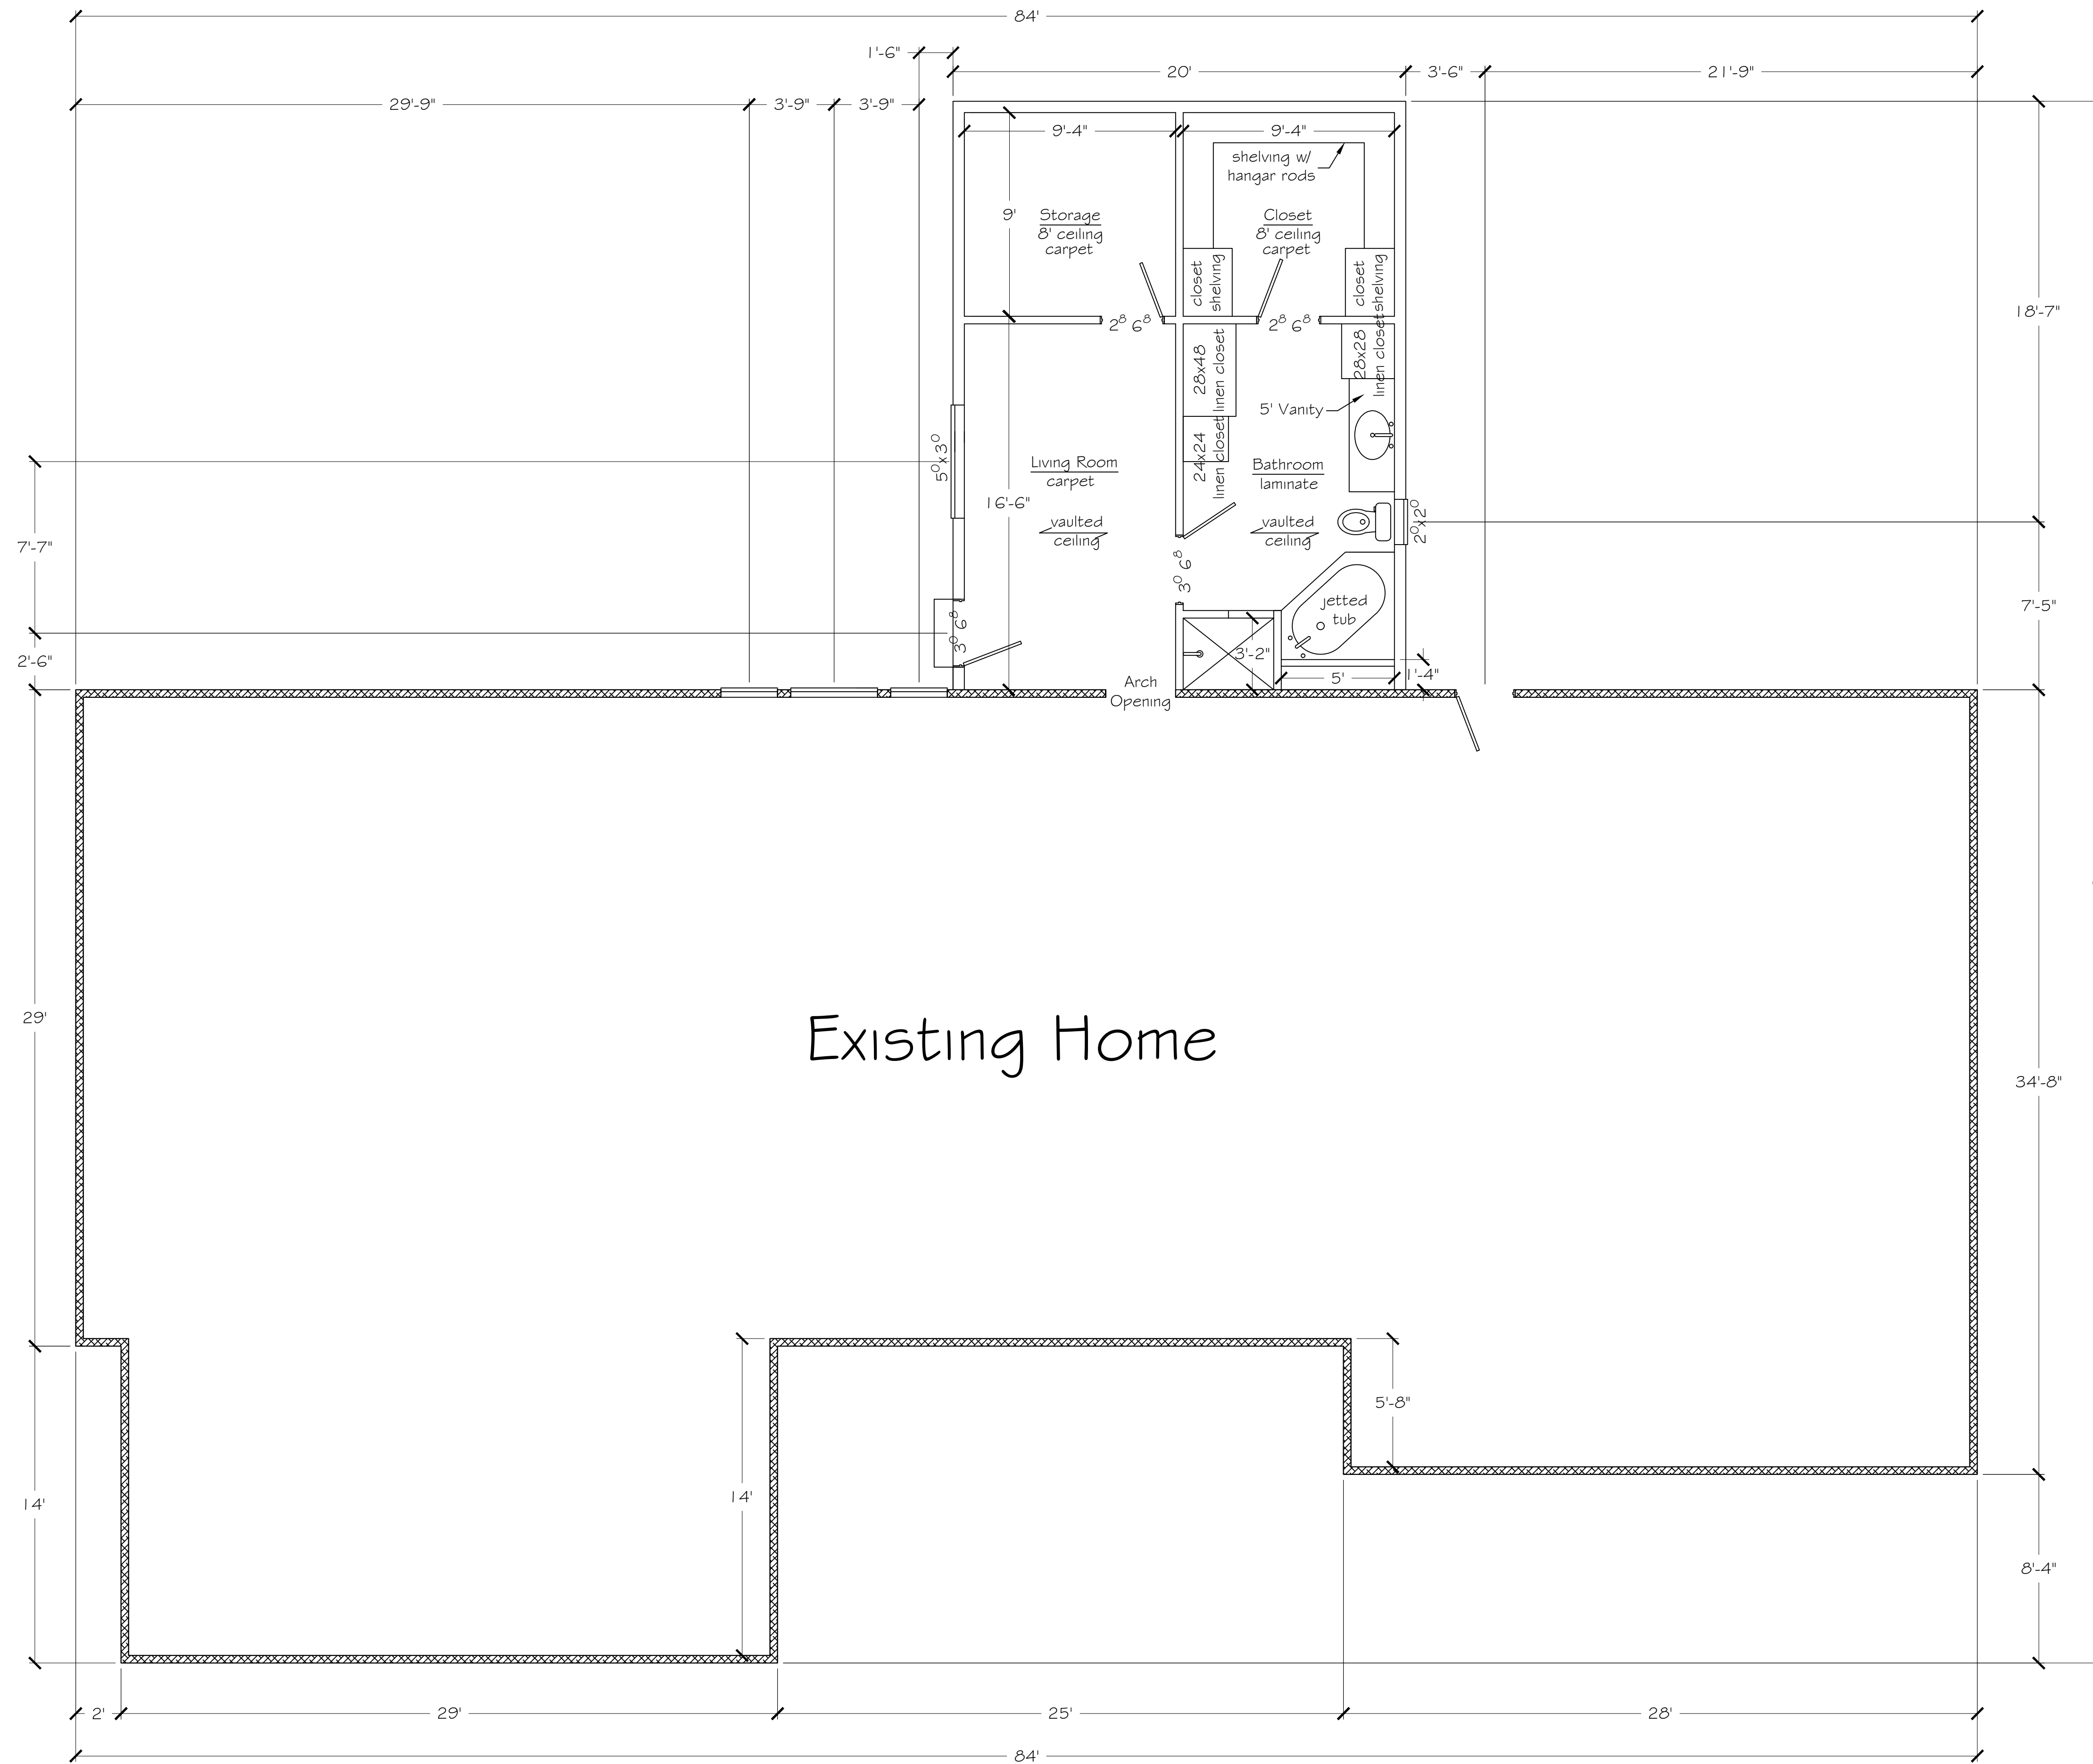 84'
1'-6"
20'
3'-6"
21'-9"
29'-9"
3'-9"
3'-9"
9'-4"
9'-4"
shelving w/
hangar rods
9'
Storage
8' ceiling
carpet
Closet
8' ceiling
carpet
closet
shelving
closet
shelving
18'-7"
2⁸ 6⁸
2⁸ 6⁸
28x48
linen closet
28x28
linen closet
5' Vanity
5⁰x3⁰
24x24
linen closet
Living Room
carpet
Bathroom
laminate
16'-6"
vaulted
ceiling
vaulted
ceiling
2⁰x2⁰
7'-7"
3⁰ 6⁸
jetted
tub
7'-5"
3⁰ 6⁸
2'-6"
3'-2"
5'
1'-4"
Arch
Opening
29'
Existing Home
34'-8"
5'-8"
14'
14'
8'-4"
2'
29'
25'
28'
84'